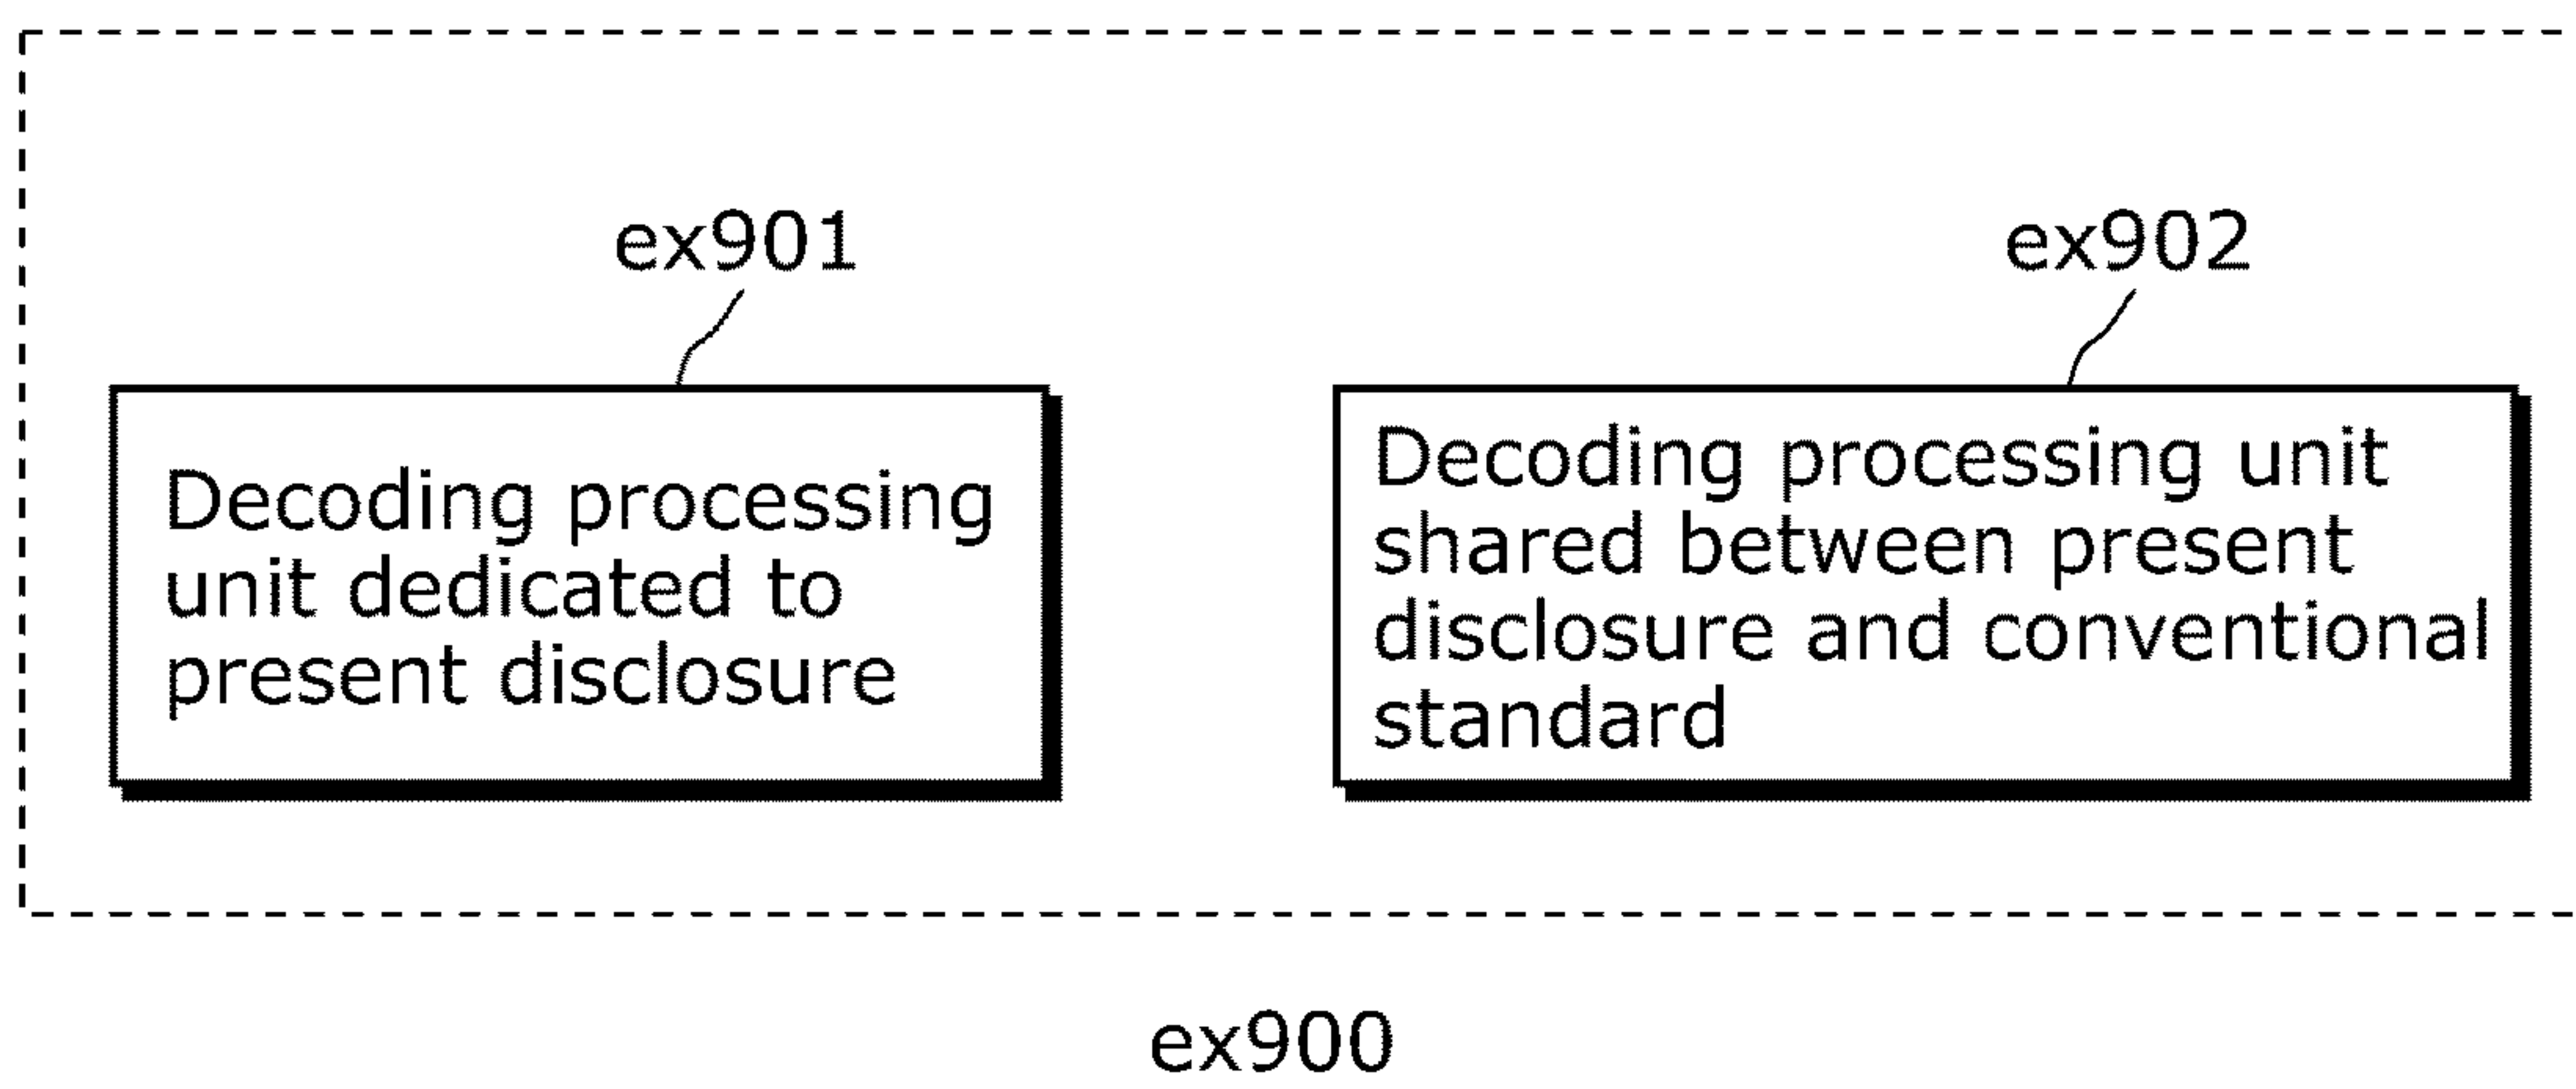 ex901
ex902
Decoding processing
unit dedicated to
present disclosure
Decoding processing unit
shared between present
disclosure and conventional
standard
ex900